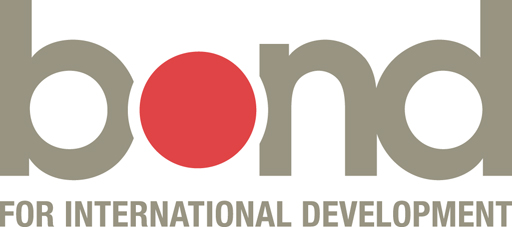 bond
FOR INTERNATIONAL DEVELOPMENT